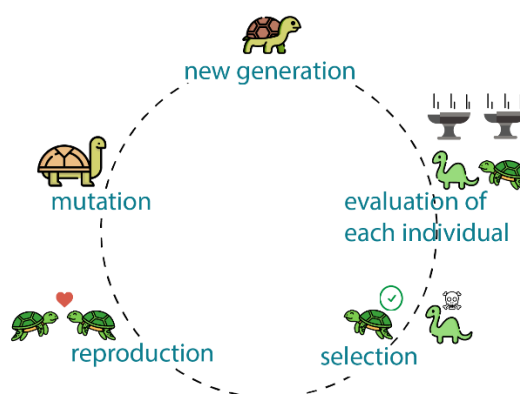 new generation
evaluation of
each individual
selection
reproduction
mutation